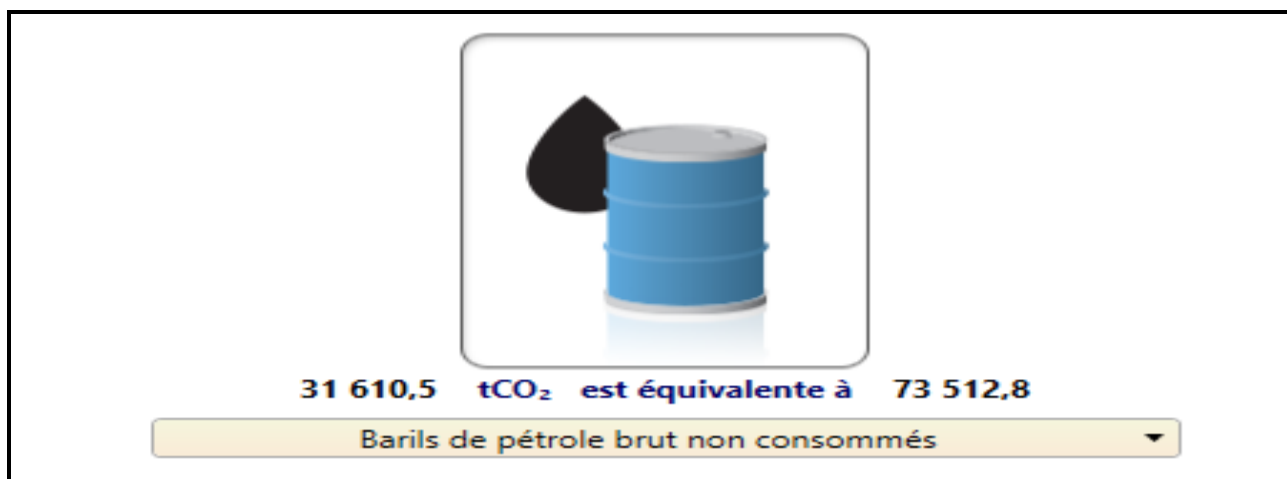 31 610,5 tCO₂ est équivalente à 73 512,8
Barils de pétrole brut non consommés